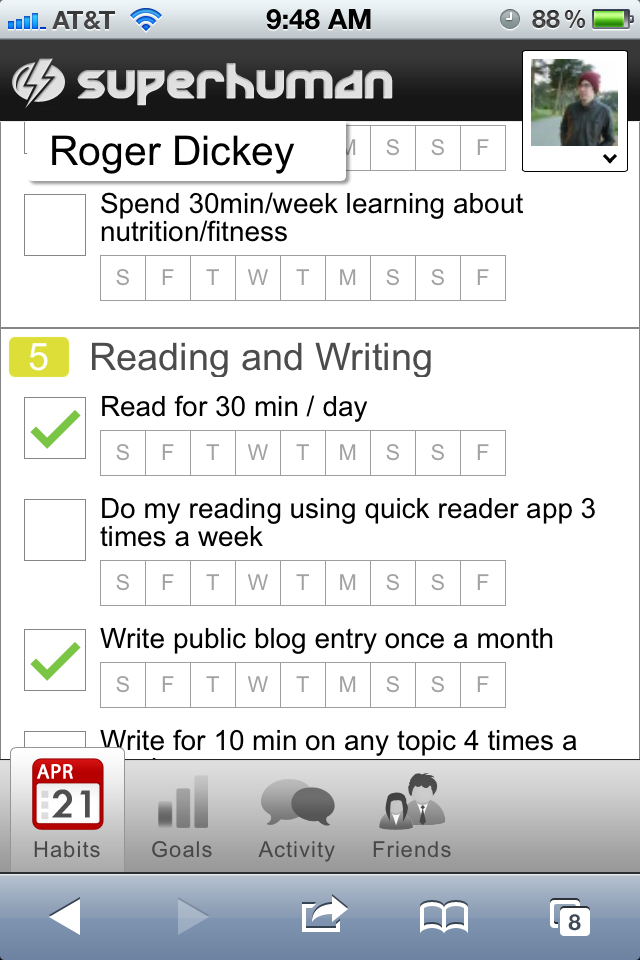 AT&T 9:48 AM 88 %
superhuman
Roger Dickey
M S S F
Spend 30min/week learning about
nutrition/fitness
S F T W T M S S F
5 Reading and Writing
Read for 30 min / day
S F T W T M S S F
Do my reading using quick reader app 3
times a week
S F T W T M S S F
Write public blog entry once a month
S F T W T M S S F
Write for 10 min on any topic 4 times a
APR
21
Habits Goals Activity Friends
8